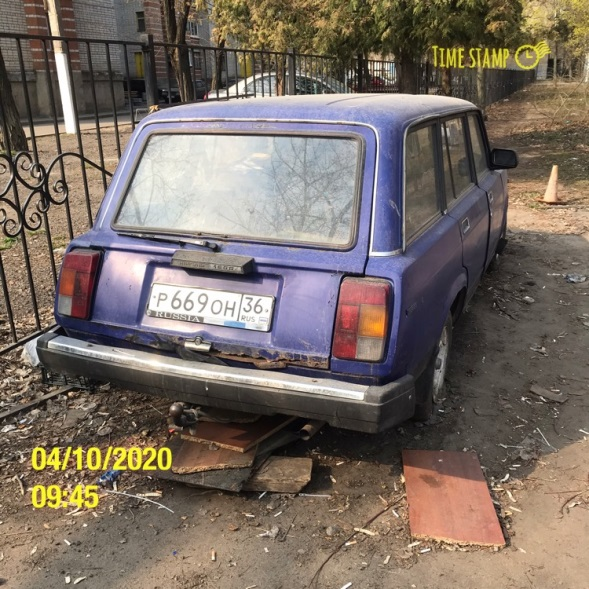 TIME STAMP
Р669ОН 36
RUSSIA RUS
04/10/2020
09:45